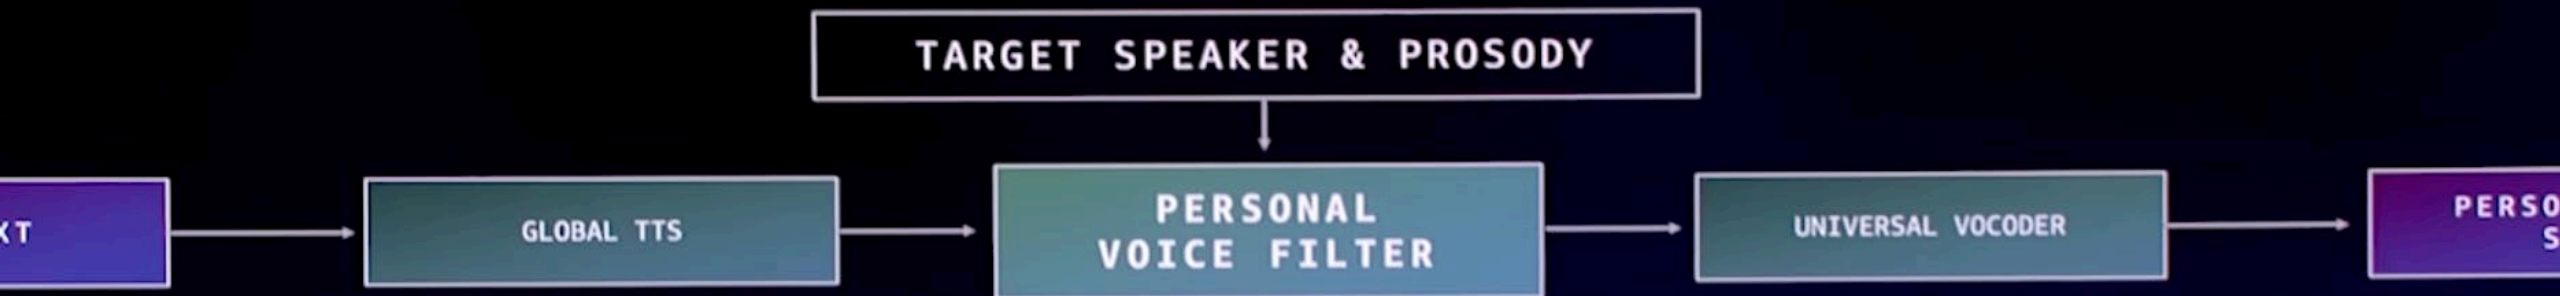 TARGET SPEAKER & PROSODY
GLOBAL TTS
PERSONAL
VOICE FILTER
UNIVERSAL VOCODER